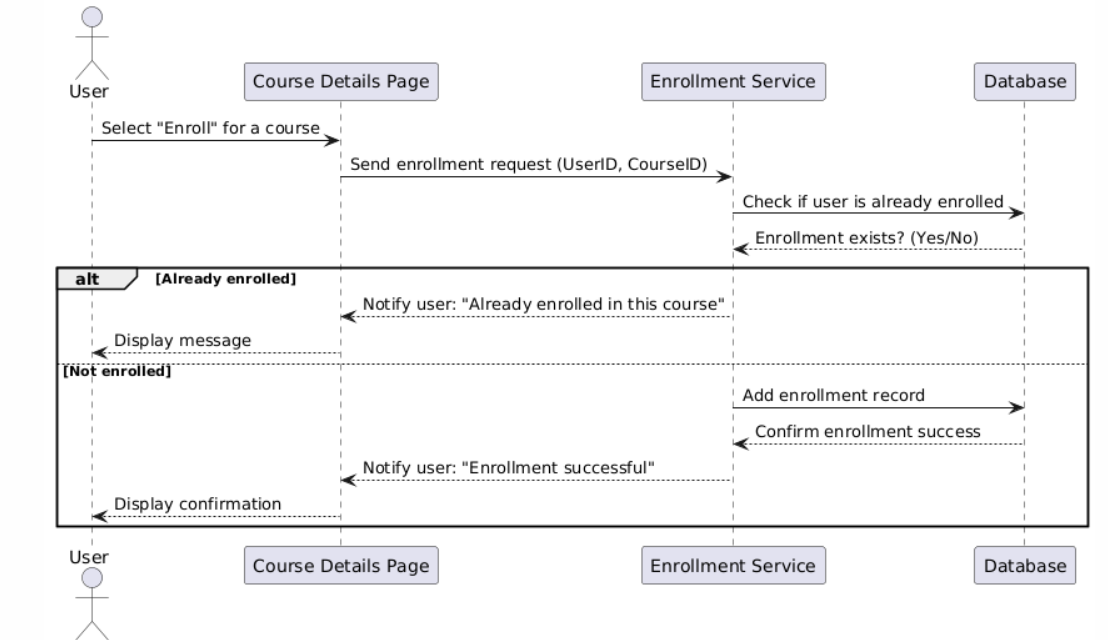 User
Course Details Page
Enrollment Service
Database
Select "Enroll" for a course
Send enrollment request (UserID, CourseID)
Check if user is already enrolled
Enrollment exists? (Yes/No)
alt
[Already enrolled]
Notify user: "Already enrolled in this course"
Display message
[Not enrolled]
Add enrollment record
Confirm enrollment success
Notify user: "Enrollment successful"
Display confirmation
User
Course Details Page
Enrollment Service
Database